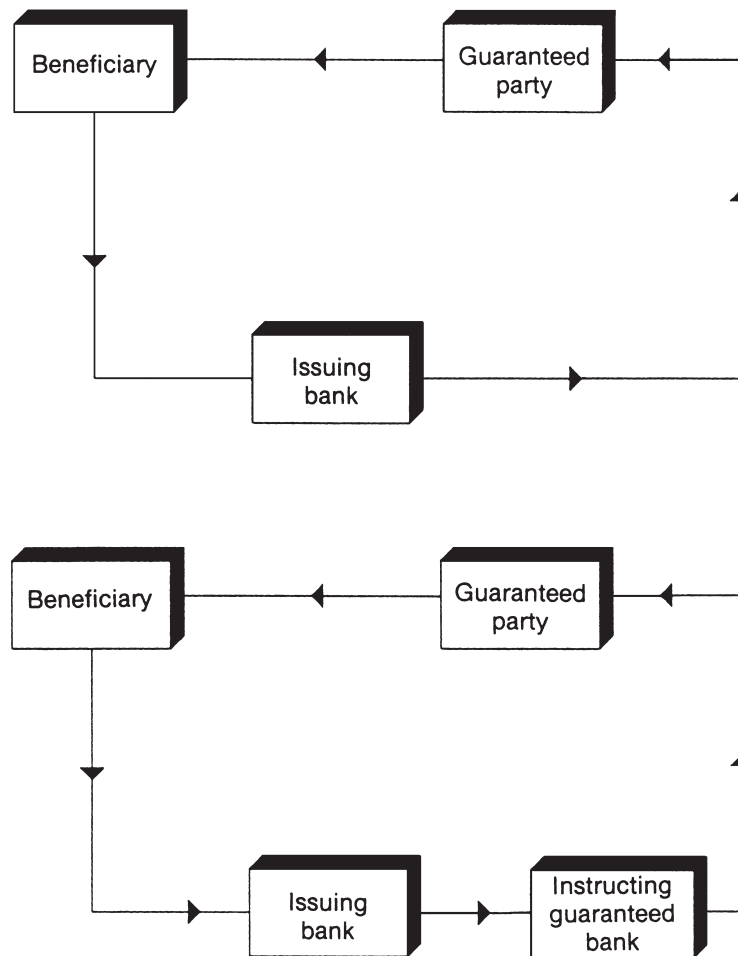 Beneficiary
Guaranteed
party
Issuing
bank
Beneficiary
Guaranteed
party
Issuing
bank
Instructing
guaranteed
bank